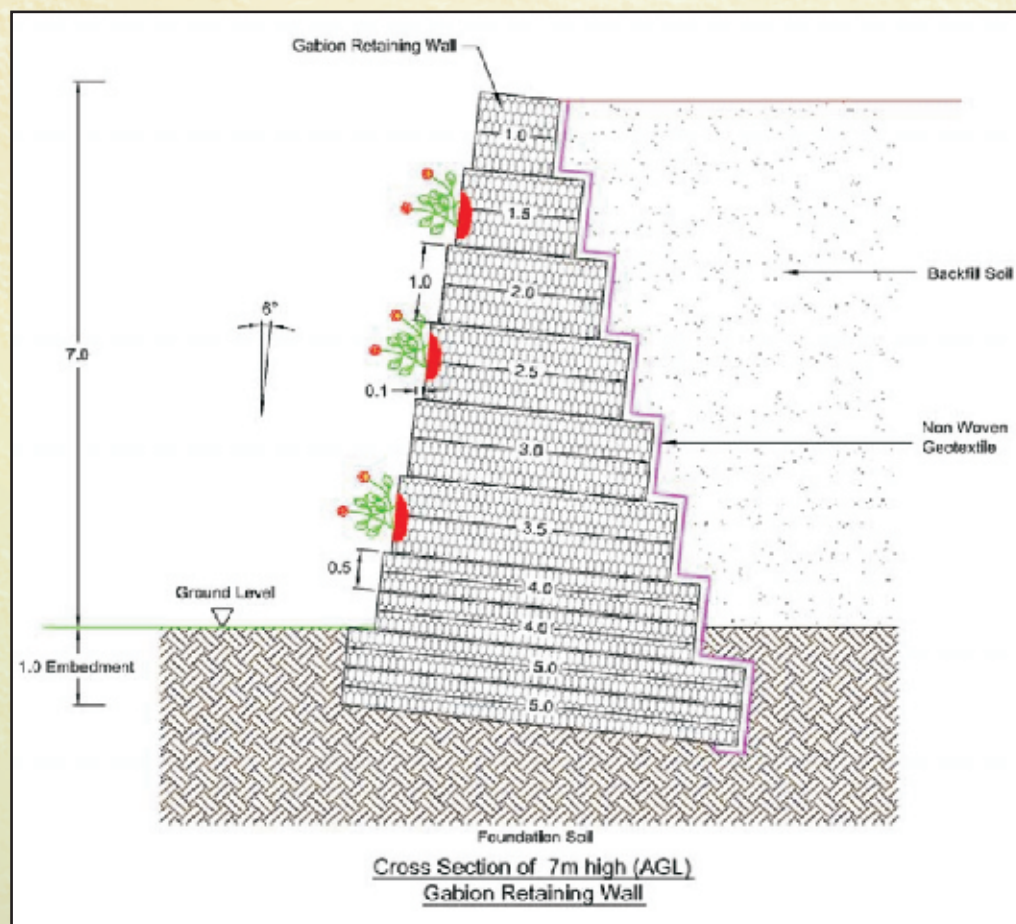 Gabion Retaining Wall
1.0
1.5
1.0
2.0
Backfill Soil
7.0
6°
2.5
0.1
3.0
Non Woven
Geotextile
3.5
0.5
4.0
Ground Level
4.0
1.0 Embedment
5.0
5.0
Foundation Soil
Cross Section of 7m high (AGL)
Gabion Retaining Wall